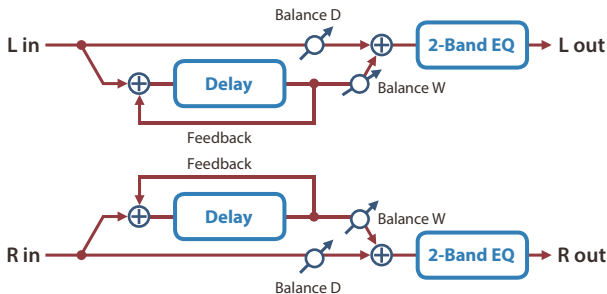 Balance D
L in
2-Band EQ
L out
Delay
Balance W
Feedback
Feedback
Delay
Balance W
R in
2-Band EQ
R out
Balance D